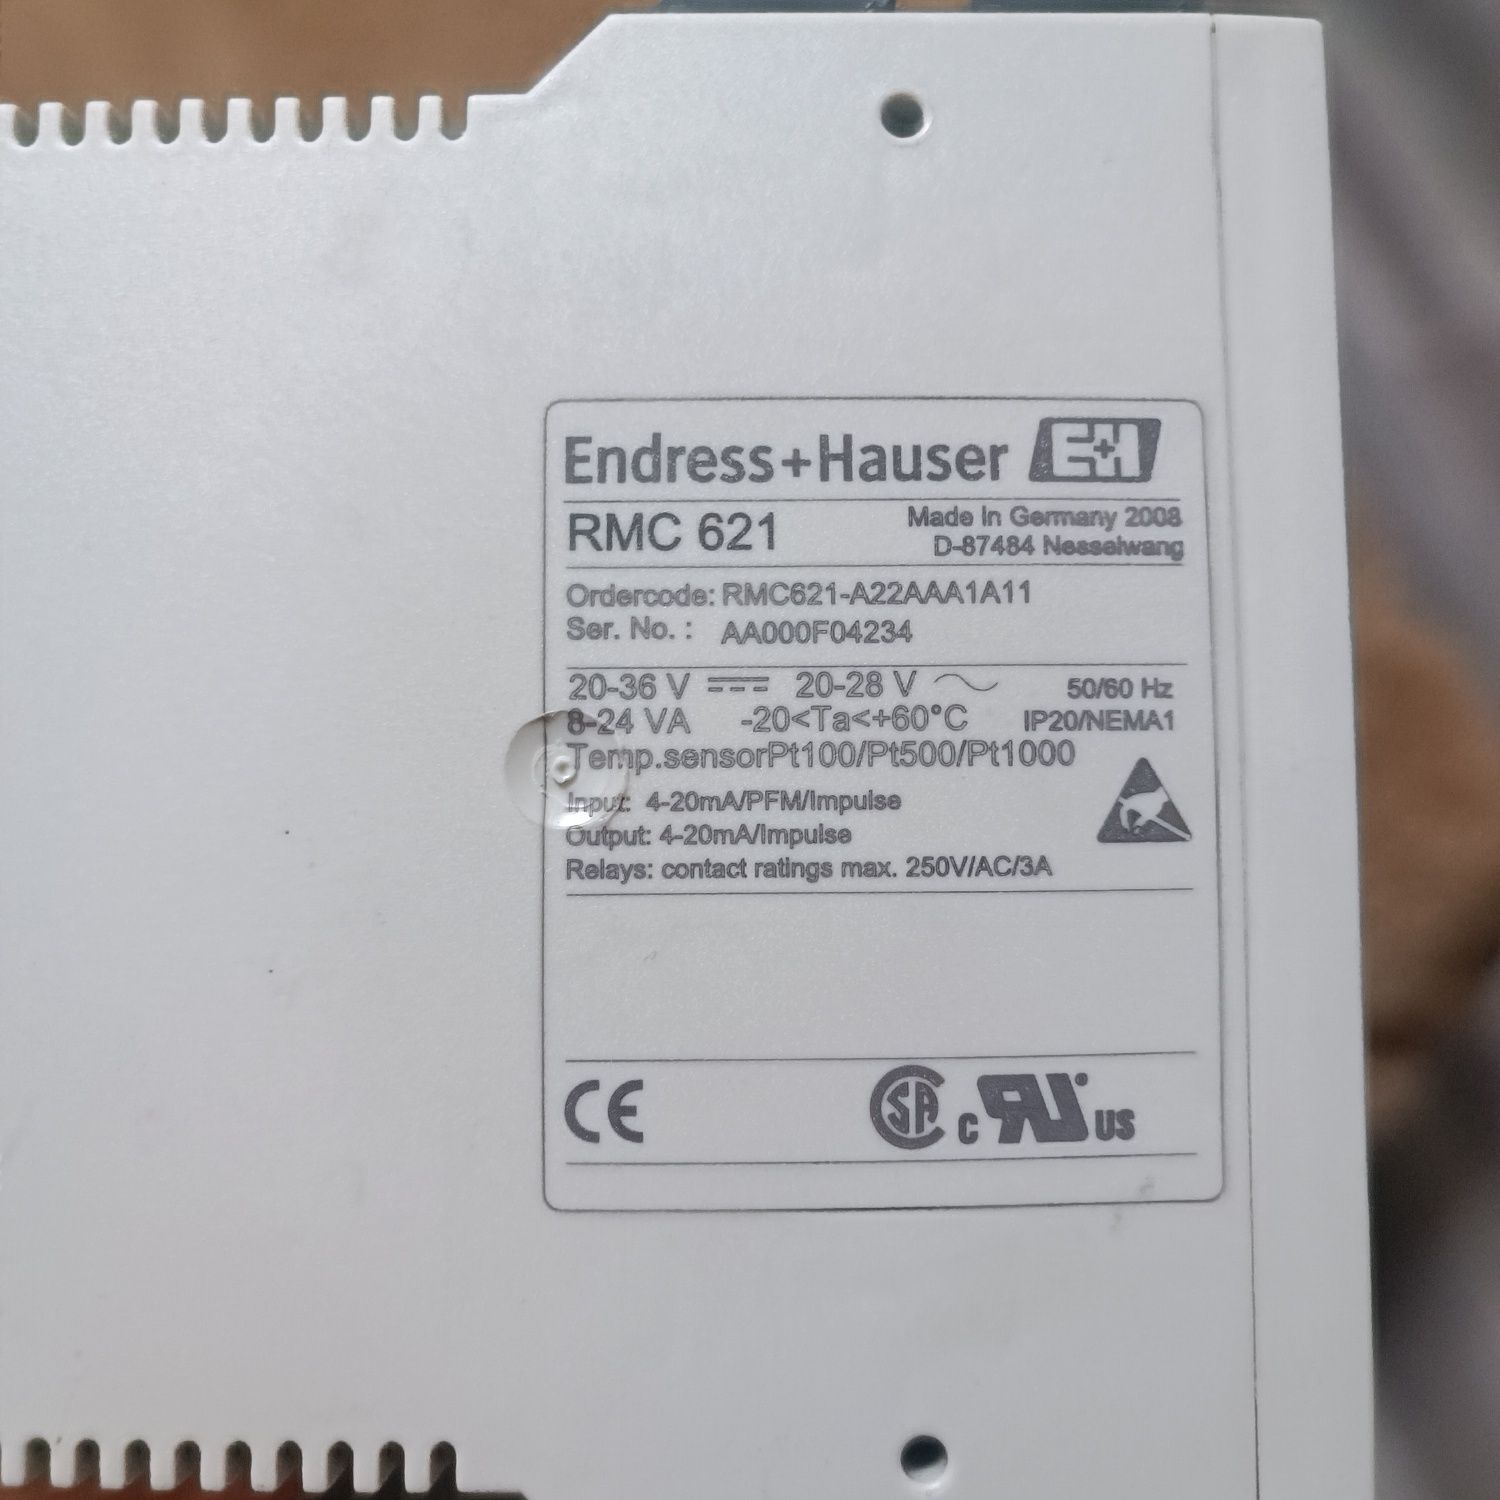 Endress+Hauser E+H
RMC 621
Made In Germany 2008
D-87484 Nesselwang
Ordercode: RMC621-A22AAA1A11
Ser. No. : AA000F04234
20-36 V ⎓ 20-28 V ~ 50/60 Hz
8-24 VA -20<Ta<+60°C IP20/NEMA1
Temp.sensorPt100/Pt500/Pt1000
Input: 4-20mA/PFM/Impulse
Output: 4-20mA/Impulse
Relays: contact ratings max. 250V/AC/3A
CE SA c RU US